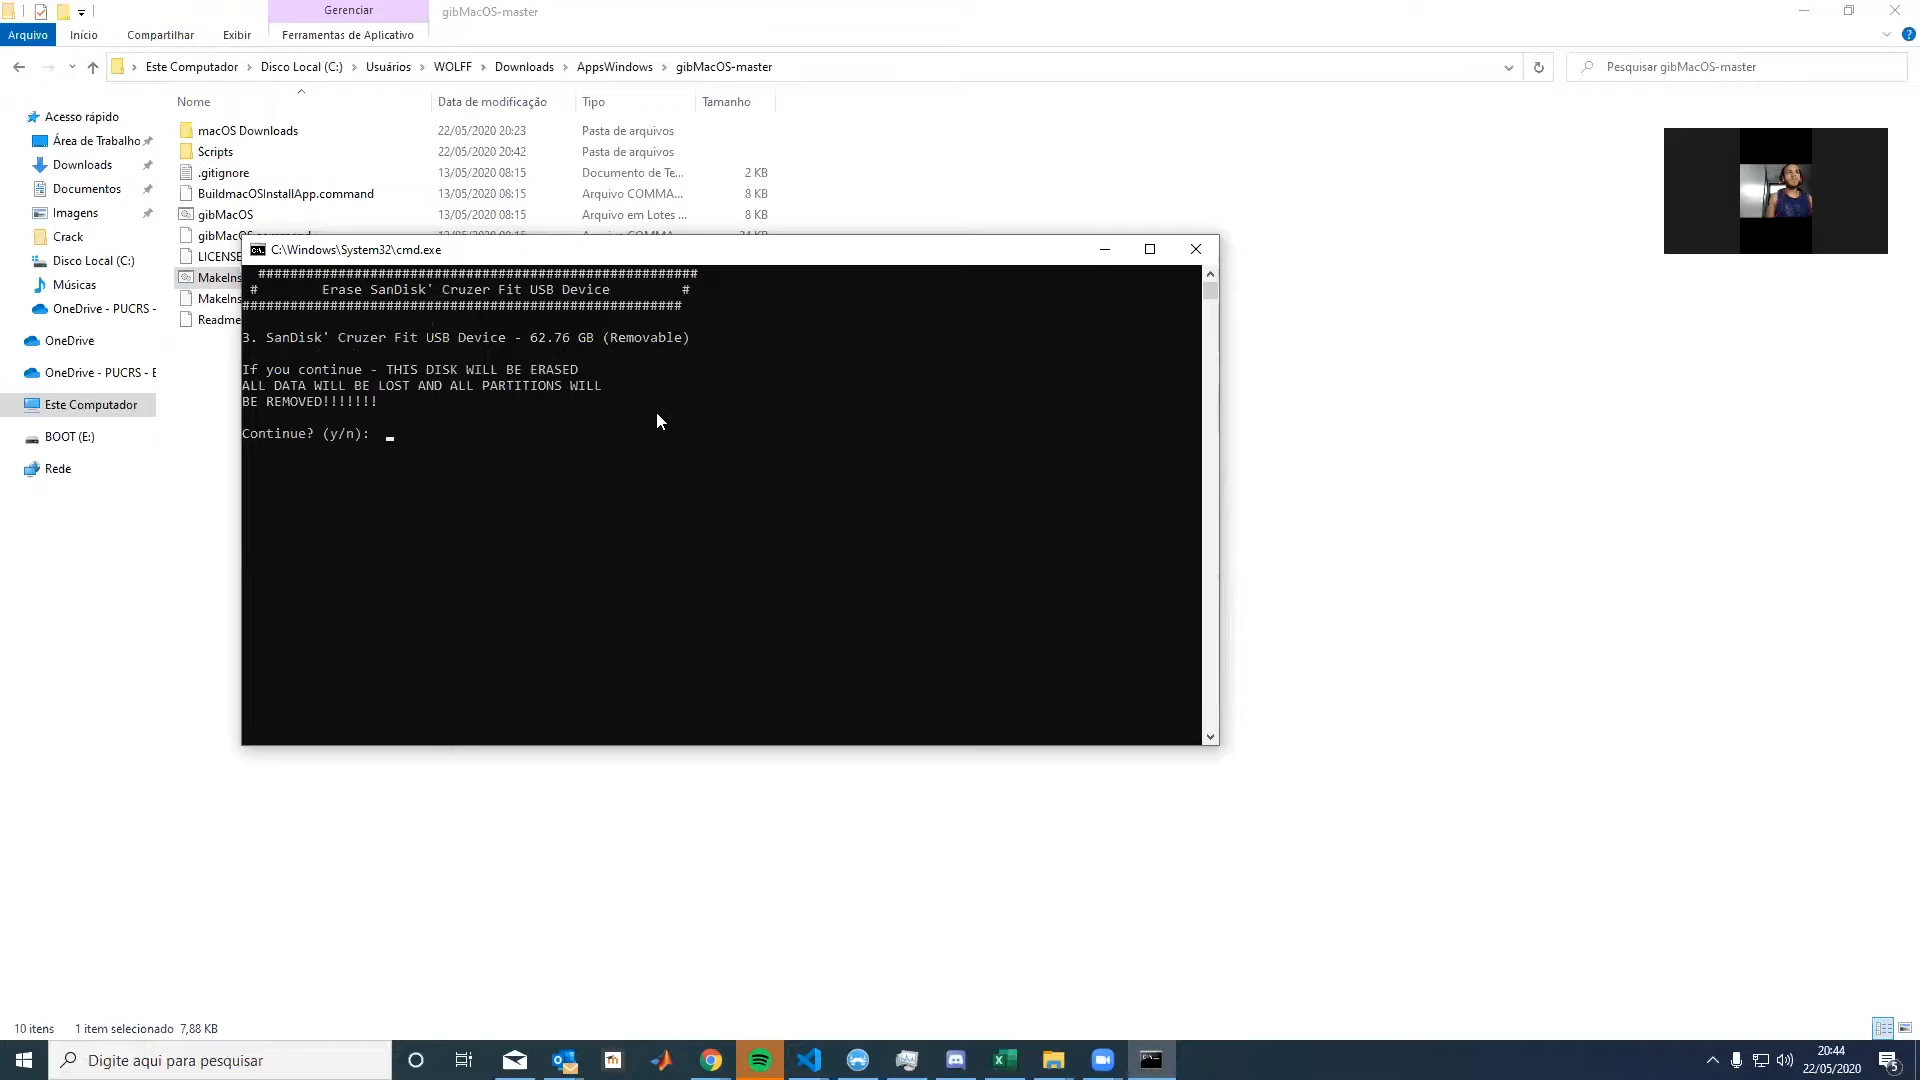 Gerenciar
gibMacOS-master
Arquivo
Início
Compartilhar
Exibir
Ferramentas de Aplicativo
Este Computador
Disco Local (C:)
Usuários
WOLFF
Downloads
AppsWindows
gibMacOS-master
Pesquisar gibMacOS-master
Nome
Data de modificação
Tipo
Tamanho
Acesso rápido
Área de Trabalho
Downloads
Documentos
Imagens
Crack
Disco Local (C:)
Músicas
OneDrive - PUCRS -
OneDrive
OneDrive - PUCRS - E
Este Computador
BOOT (E:)
Rede
macOS Downloads 22/05/2020 20:23 Pasta de arquivos
Scripts 22/05/2020 20:42 Pasta de arquivos
.gitignore 13/05/2020 08:15 Documento de Te... 2 KB
BuildmacOSInstallApp.command 13/05/2020 08:15 Arquivo COMMA... 8 KB
gibMacOS 13/05/2020 08:15 Arquivo em Lotes ... 8 KB
LICENSE
MakeIns
MakeIns
Readme
C:\Windows\System32\cmd.exe
#######################################################
# Erase SanDisk' Cruzer Fit USB Device #
#######################################################
3. SanDisk' Cruzer Fit USB Device - 62.76 GB (Removable)
If you continue - THIS DISK WILL BE ERASED
ALL DATA WILL BE LOST AND ALL PARTITIONS WILL
BE REMOVED!!!!!!!
Continue? (y/n):
10 itens
1 item selecionado 7,88 KB
Digite aqui para pesquisar
20:44
22/05/2020
5